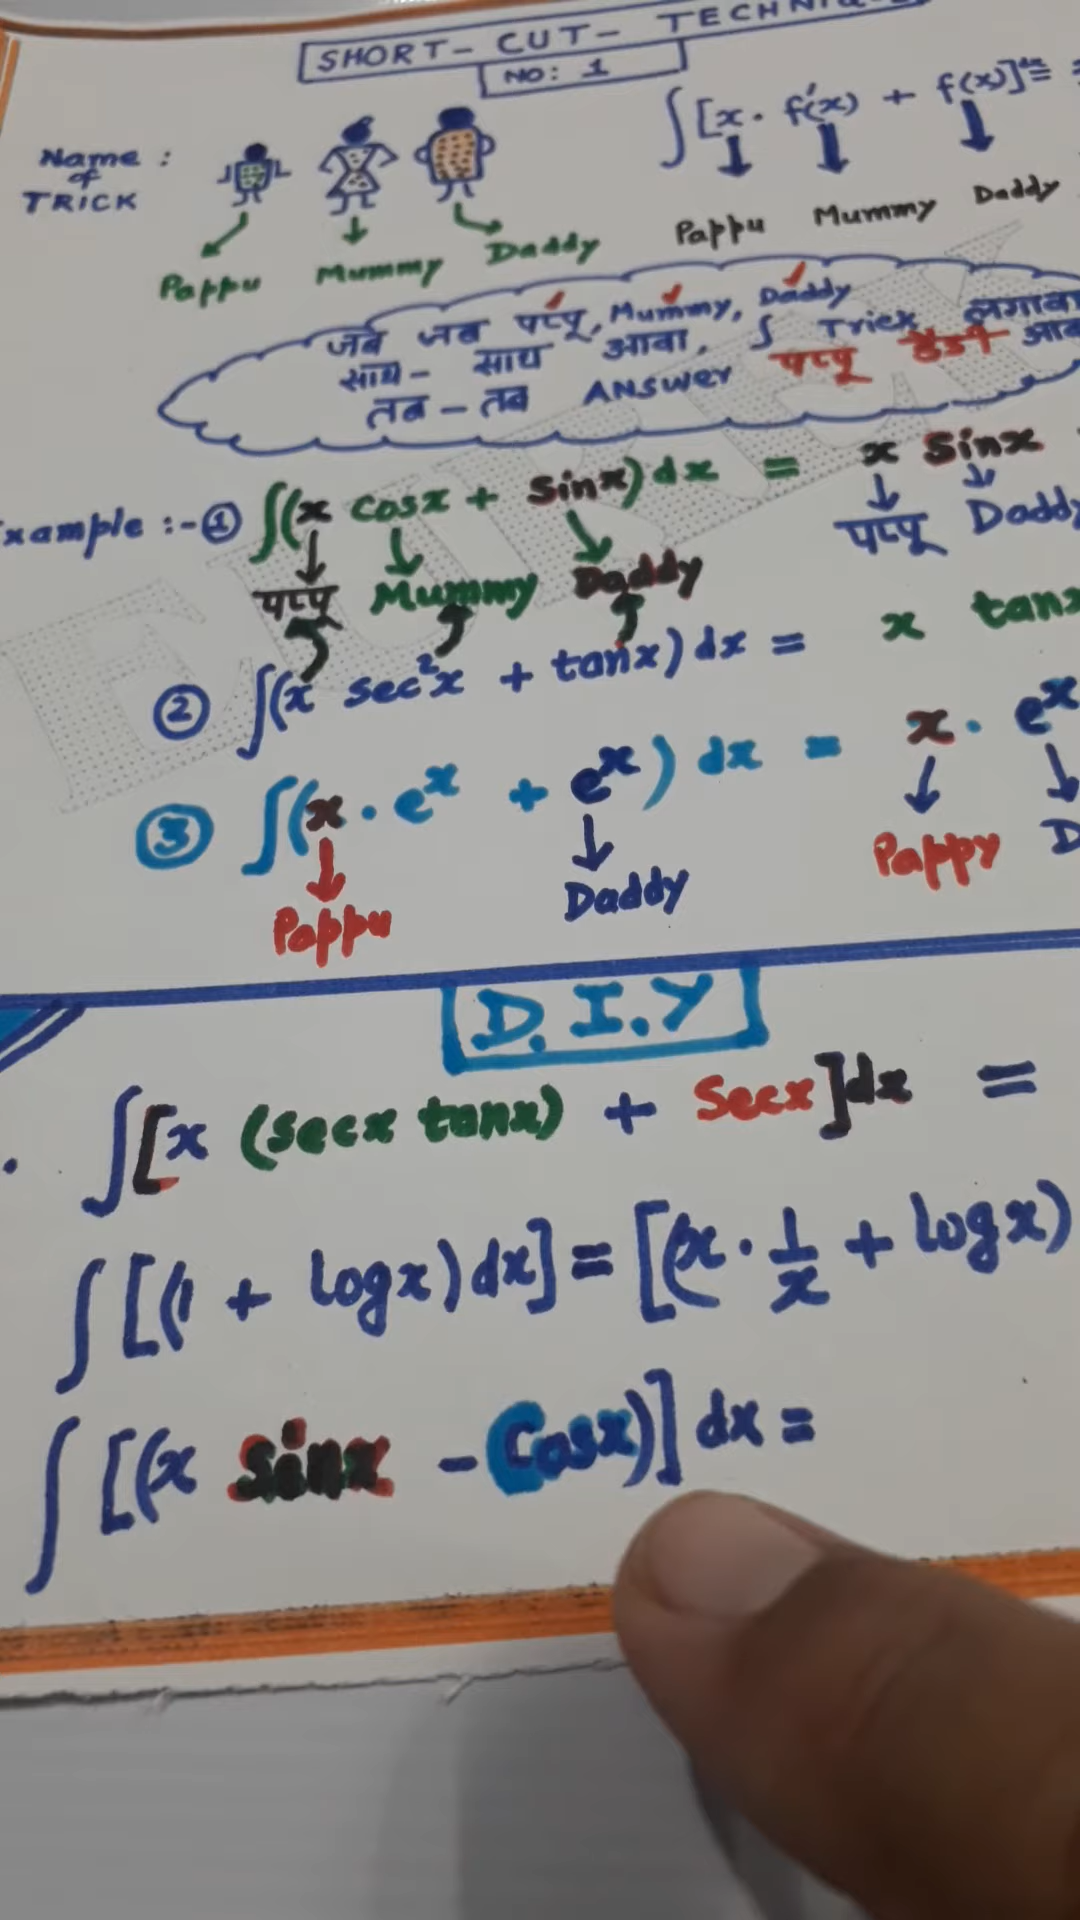 SHORT- CUT- TECHNIQU
NO: 1
Name of TRICK :
Pappu Mummy Daddy
∫[x. f'(x) + f(x)]dx =
Pappu Mummy Daddy
जब जब पप्पू, Mummy, Daddy
साथ - साथ आवा, ∫ Trick लगावा
तब - तब ANSWER पप्पू डैडी आव
Example :- ① ∫(x cosx + sinx) dx = x sinx
पप्पू Mummy Daddy पप्पू Daddy
② ∫(x sec²x + tanx) dx = x tanx
③ ∫(x . eˣ + eˣ) dx = x . eˣ
Pappu Daddy Pappy D
D.I.Y
. ∫[x (secx tanx) + Secx]dx =
∫[(1 + logx) dx] = [(x . 1/x + logx)
∫[(x sinx - Cosx)] dx =